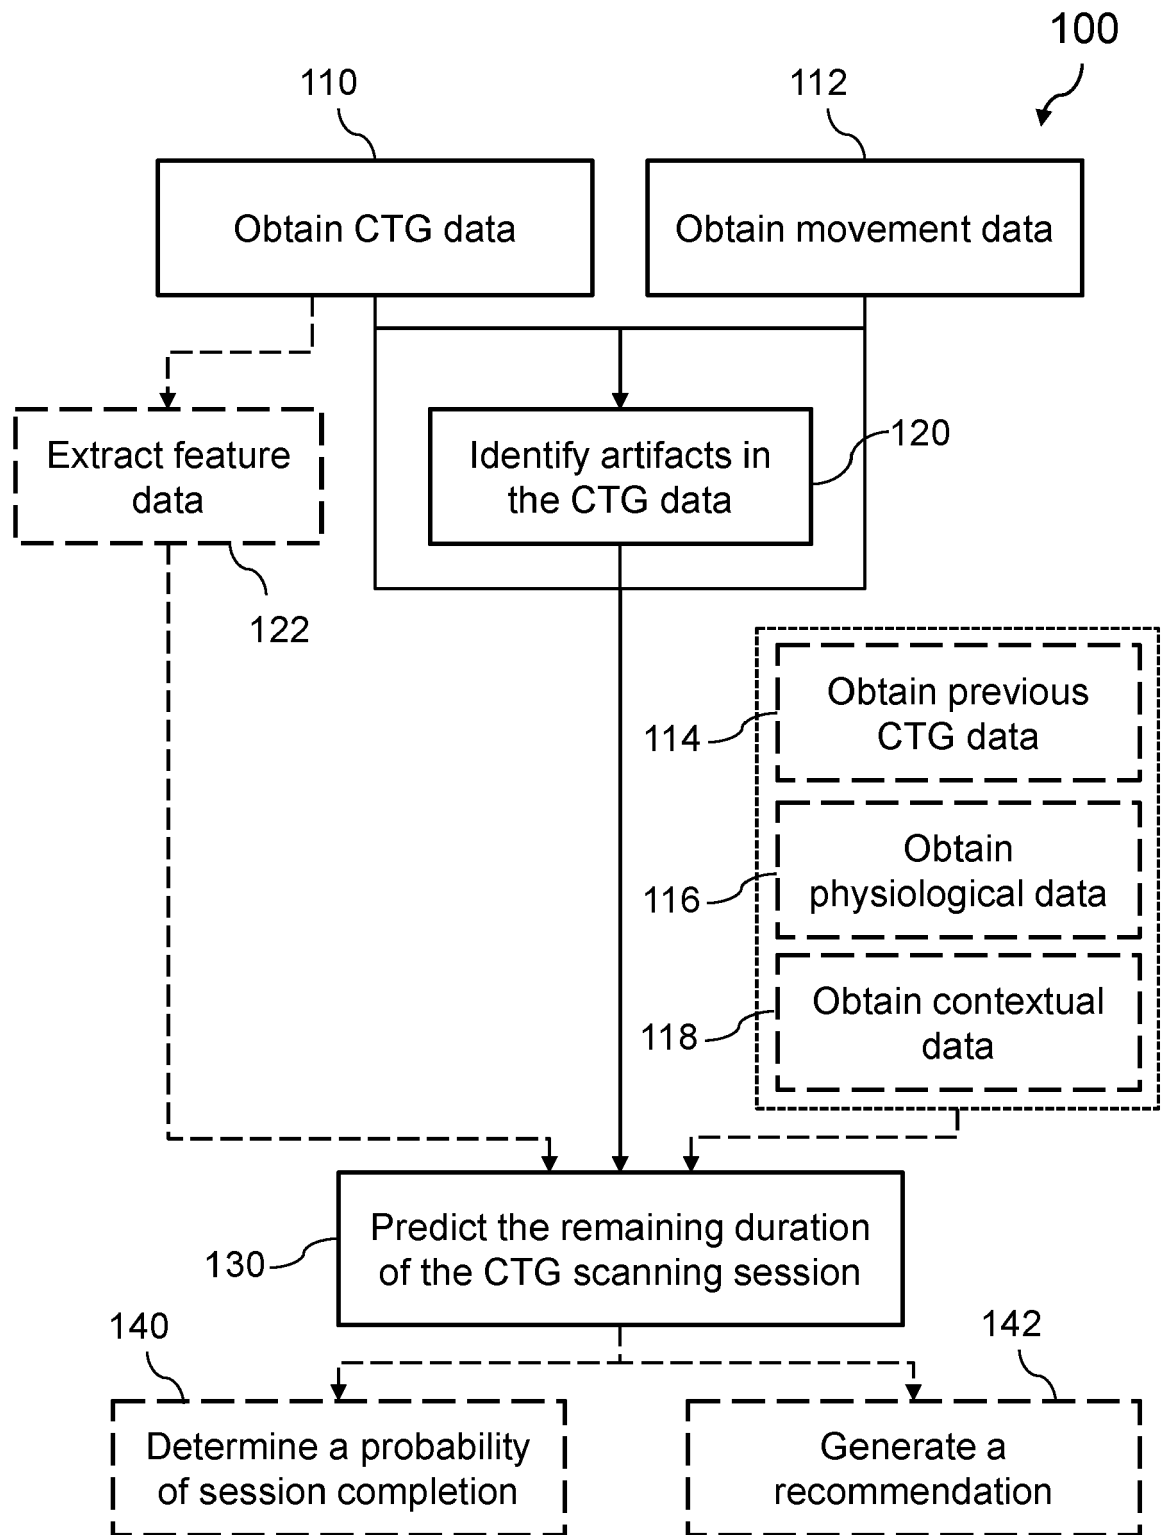 100
110
112
Obtain CTG data
Obtain movement data
Extract feature
data
Identify artifacts in
the CTG data
120
122
Obtain previous
CTG data
114
Obtain
physiological data
116
Obtain contextual
data
118
Predict the remaining duration
of the CTG scanning session
130
140
142
Determine a probability
of session completion
Generate a
recommendation